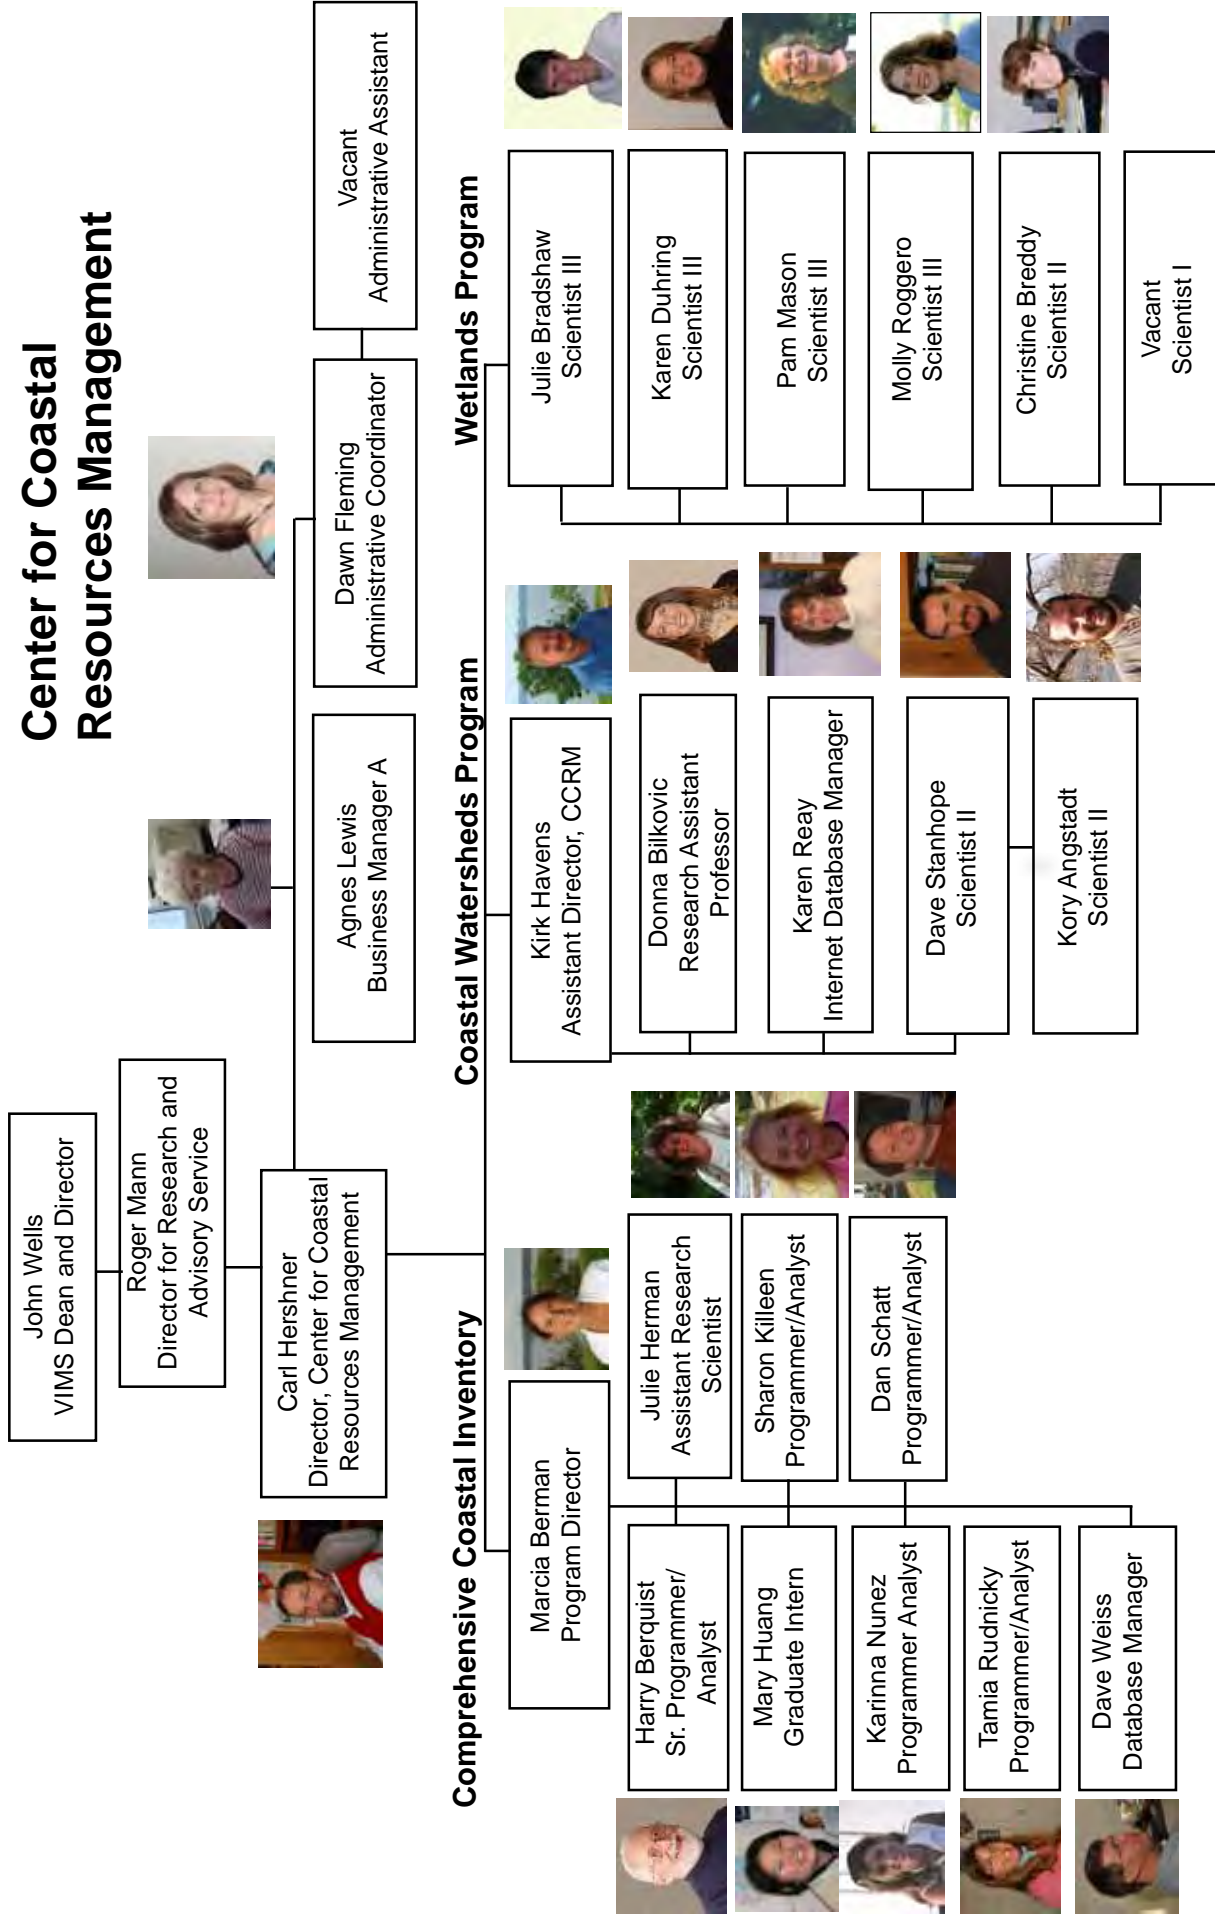 Center for Coastal
Resources Management
John Wells
VIMS Dean and Director
Roger Mann
Director for Research and
Advisory Service
Carl Hershner
Director, Center for Coastal
Resources Management
Agnes Lewis
Business Manager A
Dawn Fleming
Administrative Coordinator
Vacant
Administrative Assistant
Comprehensive Coastal Inventory
Marcia Berman
Program Director
Harry Berquist
Sr. Programmer/
Analyst
Julie Herman
Assistant Research
Scientist
Mary Huang
Graduate Intern
Sharon Killeen
Programmer/Analyst
Karinna Nunez
Programmer Analyst
Dan Schatt
Programmer/Analyst
Tamia Rudnicky
Programmer/Analyst
Dave Weiss
Database Manager
Coastal Watersheds Program
Kirk Havens
Assistant Director, CCRM
Donna Bilkovic
Research Assistant
Professor
Karen Reay
Internet Database Manager
Dave Stanhope
Scientist II
Kory Angstadt
Scientist II
Wetlands Program
Julie Bradshaw
Scientist III
Karen Duhring
Scientist III
Pam Mason
Scientist III
Molly Roggero
Scientist III
Christine Breddy
Scientist II
Vacant
Scientist I